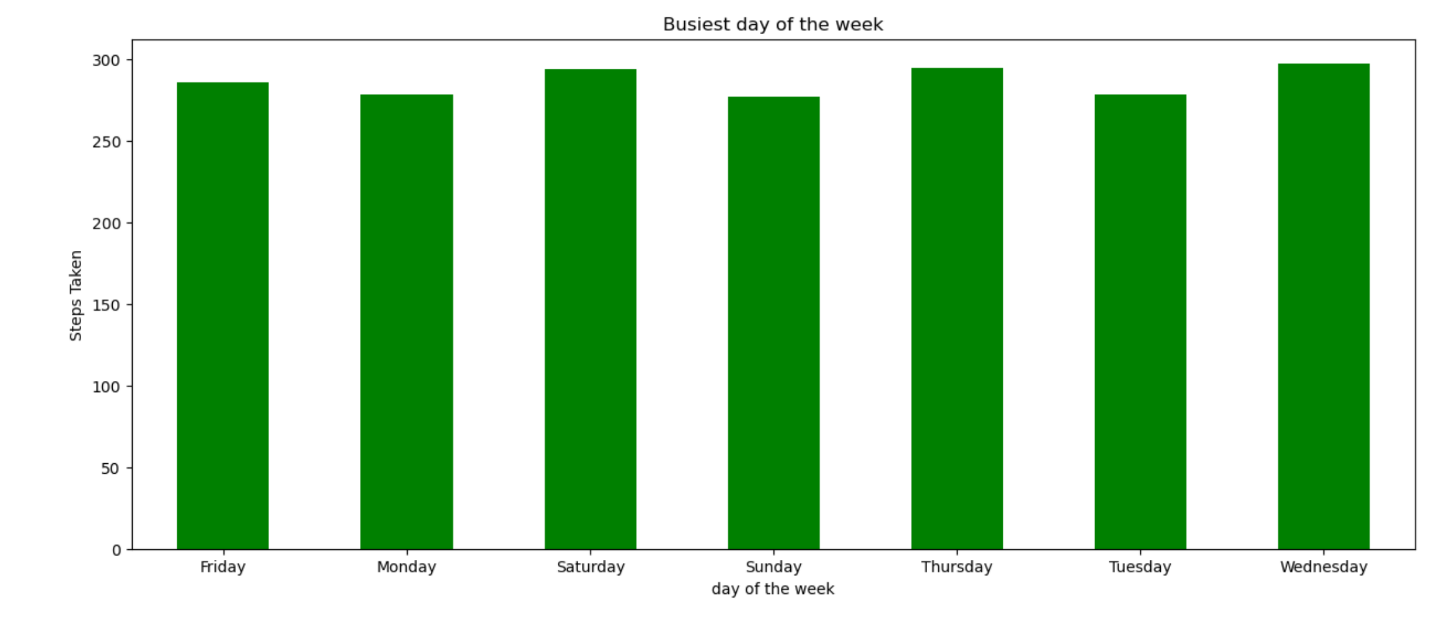 Busiest day of the week
300
250
200
150
100
50
0
Steps Taken
Friday Monday Saturday Sunday Thursday Tuesday Wednesday
day of the week